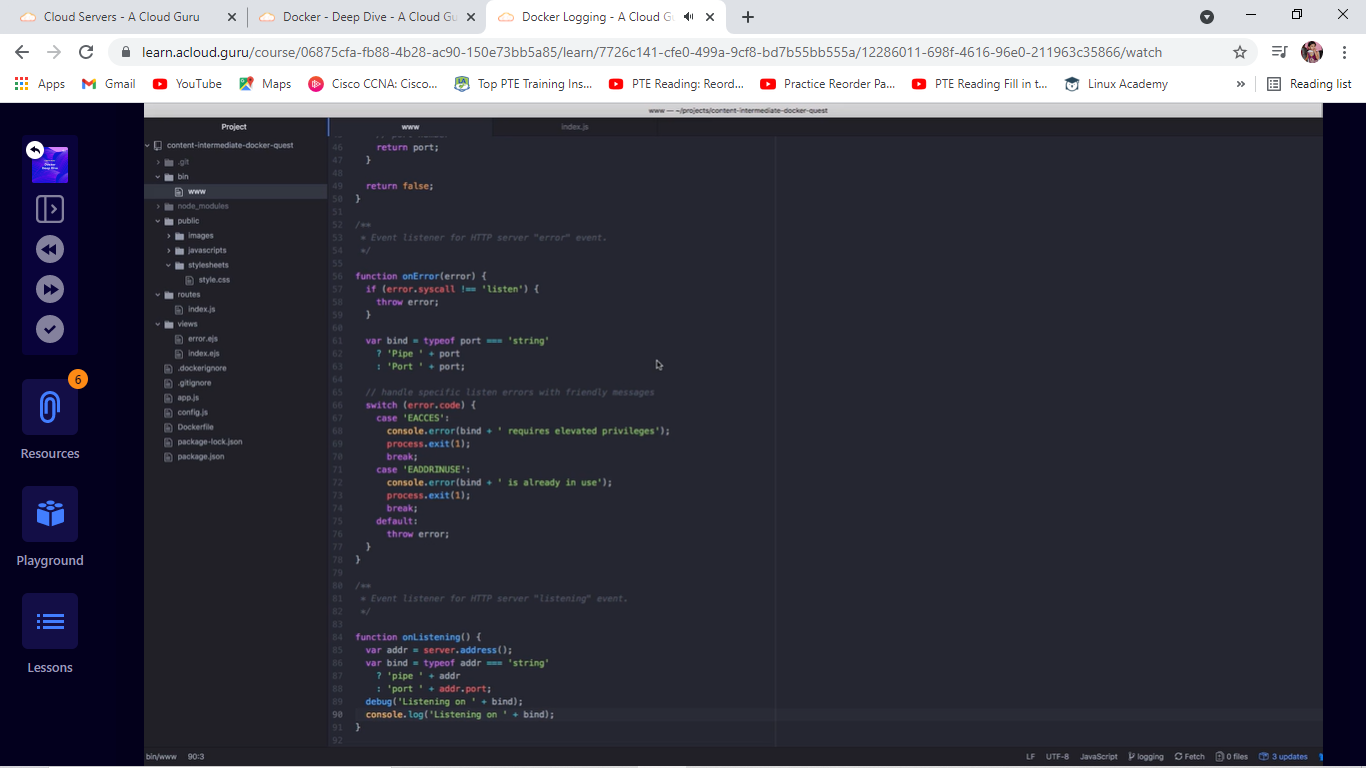 Cloud Servers - A Cloud Guru
Docker - Deep Dive - A Cloud Gu
Docker Logging - A Cloud G
learn.acloud.guru/course/06875cfa-fb88-4b28-ac90-150e73bb5a85/learn/7726c141-cfe0-499a-9cf8-bd7b55bb555a/12286011-698f-4616-96e0-211963c35866/watch
Apps
Gmail
YouTube
Maps
Cisco CCNA: Cisco...
Top PTE Training Ins...
PTE Reading: Reord...
Practice Reorder Pa...
PTE Reading Fill in t...
Linux Academy
»
Reading list
Docker
Deep Dive
6
Resources
Playground
Lessons
www — ~/projects/content-intermediate-docker-quest
Project
content-intermediate-docker-quest
.git
bin
www
node_modules
public
images
javascripts
stylesheets
style.css
routes
index.js
views
error.ejs
index.ejs
.dockerignore
.gitignore
app.js
config.js
Dockerfile
package-lock.json
package.json
www
index.js
46 return port;
47 }
48
49 return false;
50 }
51
52 /**
53 * Event listener for HTTP server "error" event.
54 */
55
56 function onError(error) {
57 if (error.syscall !== 'listen') {
58 throw error;
59 }
60
61 var bind = typeof port === 'string'
62 ? 'Pipe ' + port
63 : 'Port ' + port;
64
65 // handle specific listen errors with friendly messages
66 switch (error.code) {
67 case 'EACCES':
68 console.error(bind + ' requires elevated privileges');
69 process.exit(1);
70 break;
71 case 'EADDRINUSE':
72 console.error(bind + ' is already in use');
73 process.exit(1);
74 break;
75 default:
76 throw error;
77 }
78 }
79
80 /**
81 * Event listener for HTTP server "listening" event.
82 */
83
84 function onListening() {
85 var addr = server.address();
86 var bind = typeof addr === 'string'
87 ? 'pipe ' + addr
88 : 'port ' + addr.port;
89 debug('Listening on ' + bind);
90 console.log('Listening on ' + bind);
91 }
92
bin/www 90:3
LF UTF-8 JavaScript logging Fetch 0 files 3 updates